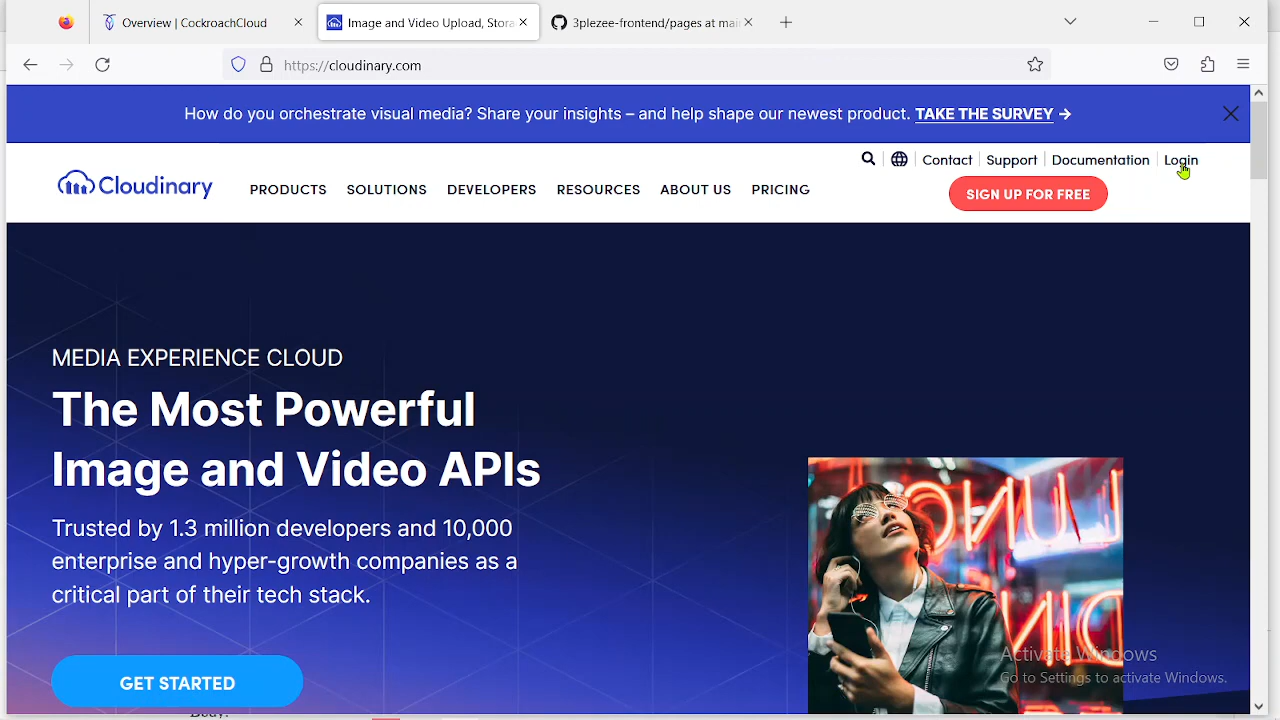 Overview | CockroachCloud
Image and Video Upload, Stora
3plezee-frontend/pages at mai
https://cloudinary.com
How do you orchestrate visual media? Share your insights – and help shape our newest product. TAKE THE SURVEY →
Contact | Support | Documentation | Login
Cloudinary
PRODUCTS SOLUTIONS DEVELOPERS RESOURCES ABOUT US PRICING
SIGN UP FOR FREE
MEDIA EXPERIENCE CLOUD
The Most Powerful
Image and Video APIs
Trusted by 1.3 million developers and 10,000
enterprise and hyper-growth companies as a
critical part of their tech stack.
GET STARTED
Activate Windows
Go to Settings to activate Windows.